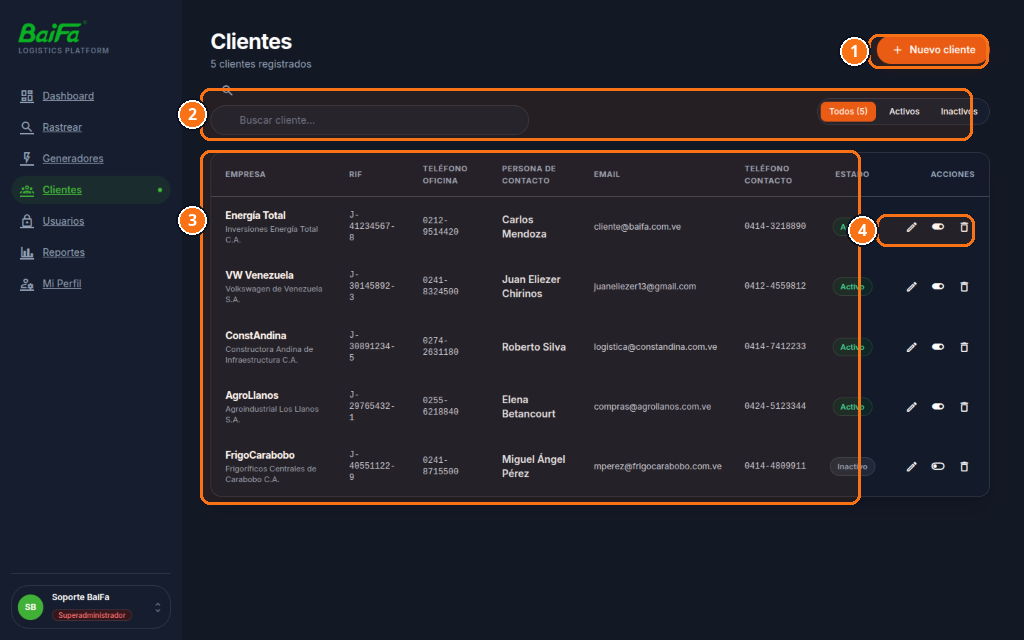 BaiFa
LOGISTICS PLATFORM
Dashboard
Rastrear
Generadores
Clientes
Usuarios
Reportes
Mi Perfil
SB
Soporte BaiFa
Superadministrador
Clientes
5 clientes registrados
1
+ Nuevo cliente
2
Buscar cliente...
Todos (5) Activos Inactivos
3
EMPRESA RIF TELÉFONO OFICINA PERSONA DE CONTACTO EMAIL TELÉFONO CONTACTO ESTADO ACCIONES
Energía Total
Inversiones Energía Total
C.A.
J-
41234567-
8
0212-
9514420
Carlos
Mendoza
cliente@baifa.com.ve
0414-3218890
4
VW Venezuela
Volkswagen de Venezuela
S.A.
J-
30145892-
3
0241-
8324500
Juan Eliezer
Chirinos
juaneliezer13@gmail.com
0412-4559812
Activo
ConstAndina
Constructora Andina de
Infraestructura C.A.
J-
30891234-
5
0274-
2631180
Roberto Silva
logistica@constandina.com.ve
0414-7412233
Activo
AgroLlanos
Agroindustrial Los Llanos
S.A.
J-
29765432-
1
0255-
6218840
Elena
Betancourt
compras@agrollanos.com.ve
0424-5123344
Activo
FrigoCarabobo
Frigoríficos Centrales de
Carabobo C.A.
J-
40551122-
9
0241-
8715500
Miguel Ángel
Pérez
mperez@frigocarabobo.com.ve
0414-4809911
Inactivo